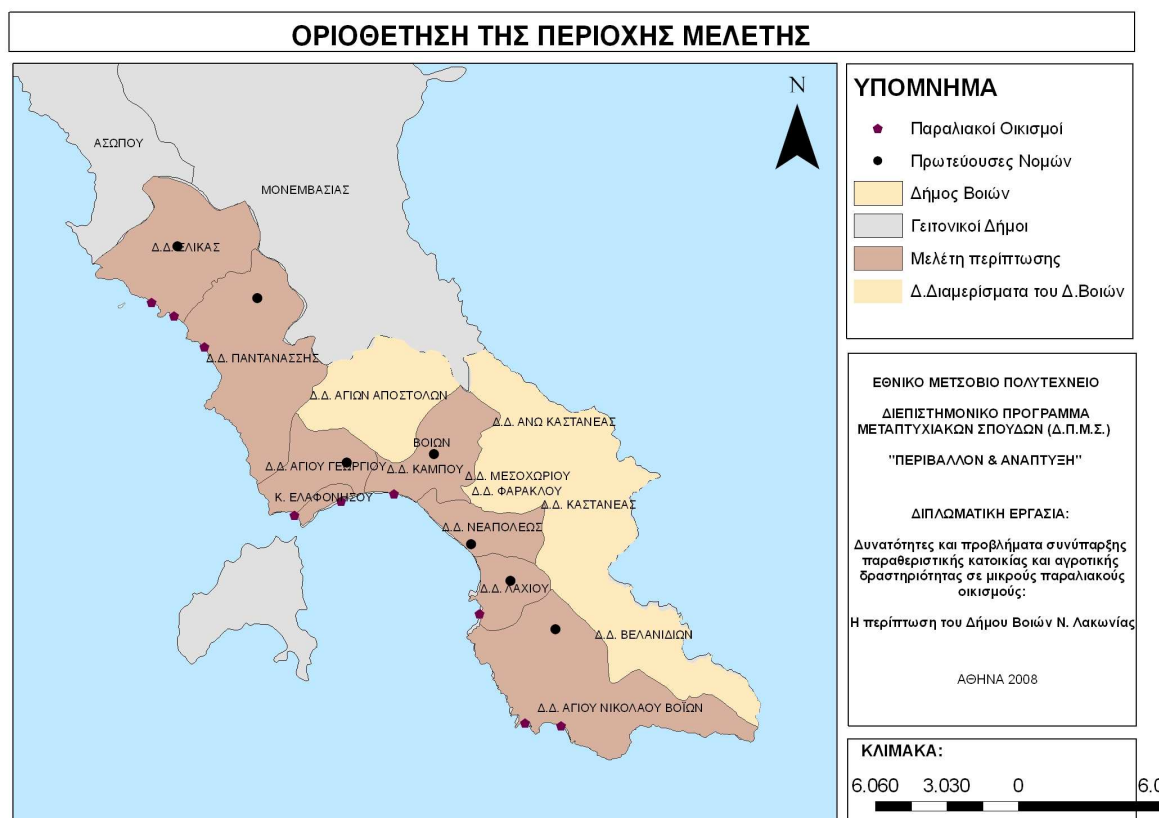 ΟΡΙΟΘΕΤΗΣΗ ΤΗΣ ΠΕΡΙΟΧΗΣ ΜΕΛΕΤΗΣ
N
ΑΣΩΠΟΥ
ΜΟΝΕΜΒΑΣΙΑΣ
Δ.Δ. ΕΛΙΚΑΣ
Δ.Δ. ΠΑΝΤΑΝΑΣΣΗΣ
Δ.Δ. ΑΓΙΩΝ ΑΠΟΣΤΟΛΩΝ
Δ.Δ. ΑΝΩ ΚΑΣΤΑΝΕΑΣ
ΒΟΙΩΝ
Δ.Δ. ΑΓΙΟΥ ΓΕΩΡΓΙΟΥ
Δ.Δ. ΚΑΜΠΟΥ
Δ.Δ. ΜΕΣΟΧΩΡΙΟΥ
Δ.Δ. ΦΑΡΑΚΛΟΥ
Κ. ΕΛΑΦΟΝΗΣΟΥ
Δ.Δ. ΚΑΣΤΑΝΕΑΣ
Δ.Δ. ΝΕΑΠΟΛΕΩΣ
Δ.Δ. ΛΑΧΙΟΥ
Δ.Δ. ΒΕΛΑΝΙΔΙΩΝ
Δ.Δ. ΑΓΙΟΥ ΝΙΚΟΛΑΟΥ ΒΟΪΩΝ
ΥΠΟΜΝΗΜΑ
Παραλιακοί Οικισμοί
Πρωτεύουσες Νομών
Δήμος Βοιών
Γειτονικοί Δήμοι
Μελέτη περίπτωσης
Δ.Διαμερίσματα του Δ.Βοιών
ΕΘΝΙΚΟ ΜΕΤΣΟΒΙΟ ΠΟΛΥΤΕΧΝΕΙΟ
ΔΙΕΠΙΣΤΗΜΟΝΙΚΟ ΠΡΟΓΡΑΜΜΑ
ΜΕΤΑΠΤΥΧΙΑΚΩΝ ΣΠΟΥΔΩΝ (Δ.Π.Μ.Σ.)
"ΠΕΡΙΒΑΛΛΟΝ & ΑΝΑΠΤΥΞΗ"
ΔΙΠΛΩΜΑΤΙΚΗ ΕΡΓΑΣΙΑ:
Δυνατότητες και προβλήματα συνύπαρξης
παραθεριστικής κατοικίας και αγροτικής
δραστηριότητας σε μικρούς παραλιακούς
οικισμούς:
Η περίπτωση του Δήμου Βοιών Ν. Λακωνίας
ΑΘΗΝΑ 2008
ΚΛΙΜΑΚΑ:
6.060 3.030 0 6.0